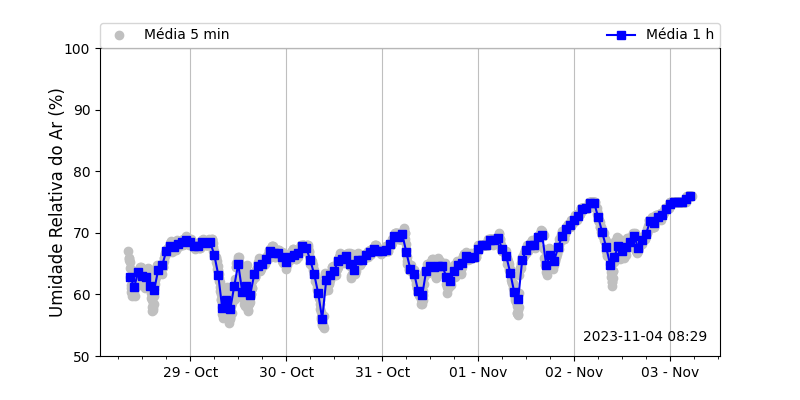 Média 5 min
Média 1 h
Umidade Relativa do Ar (%)
100
90
80
70
60
50
2023-11-04 08:29
29 - Oct
30 - Oct
31 - Oct
01 - Nov
02 - Nov
03 - Nov